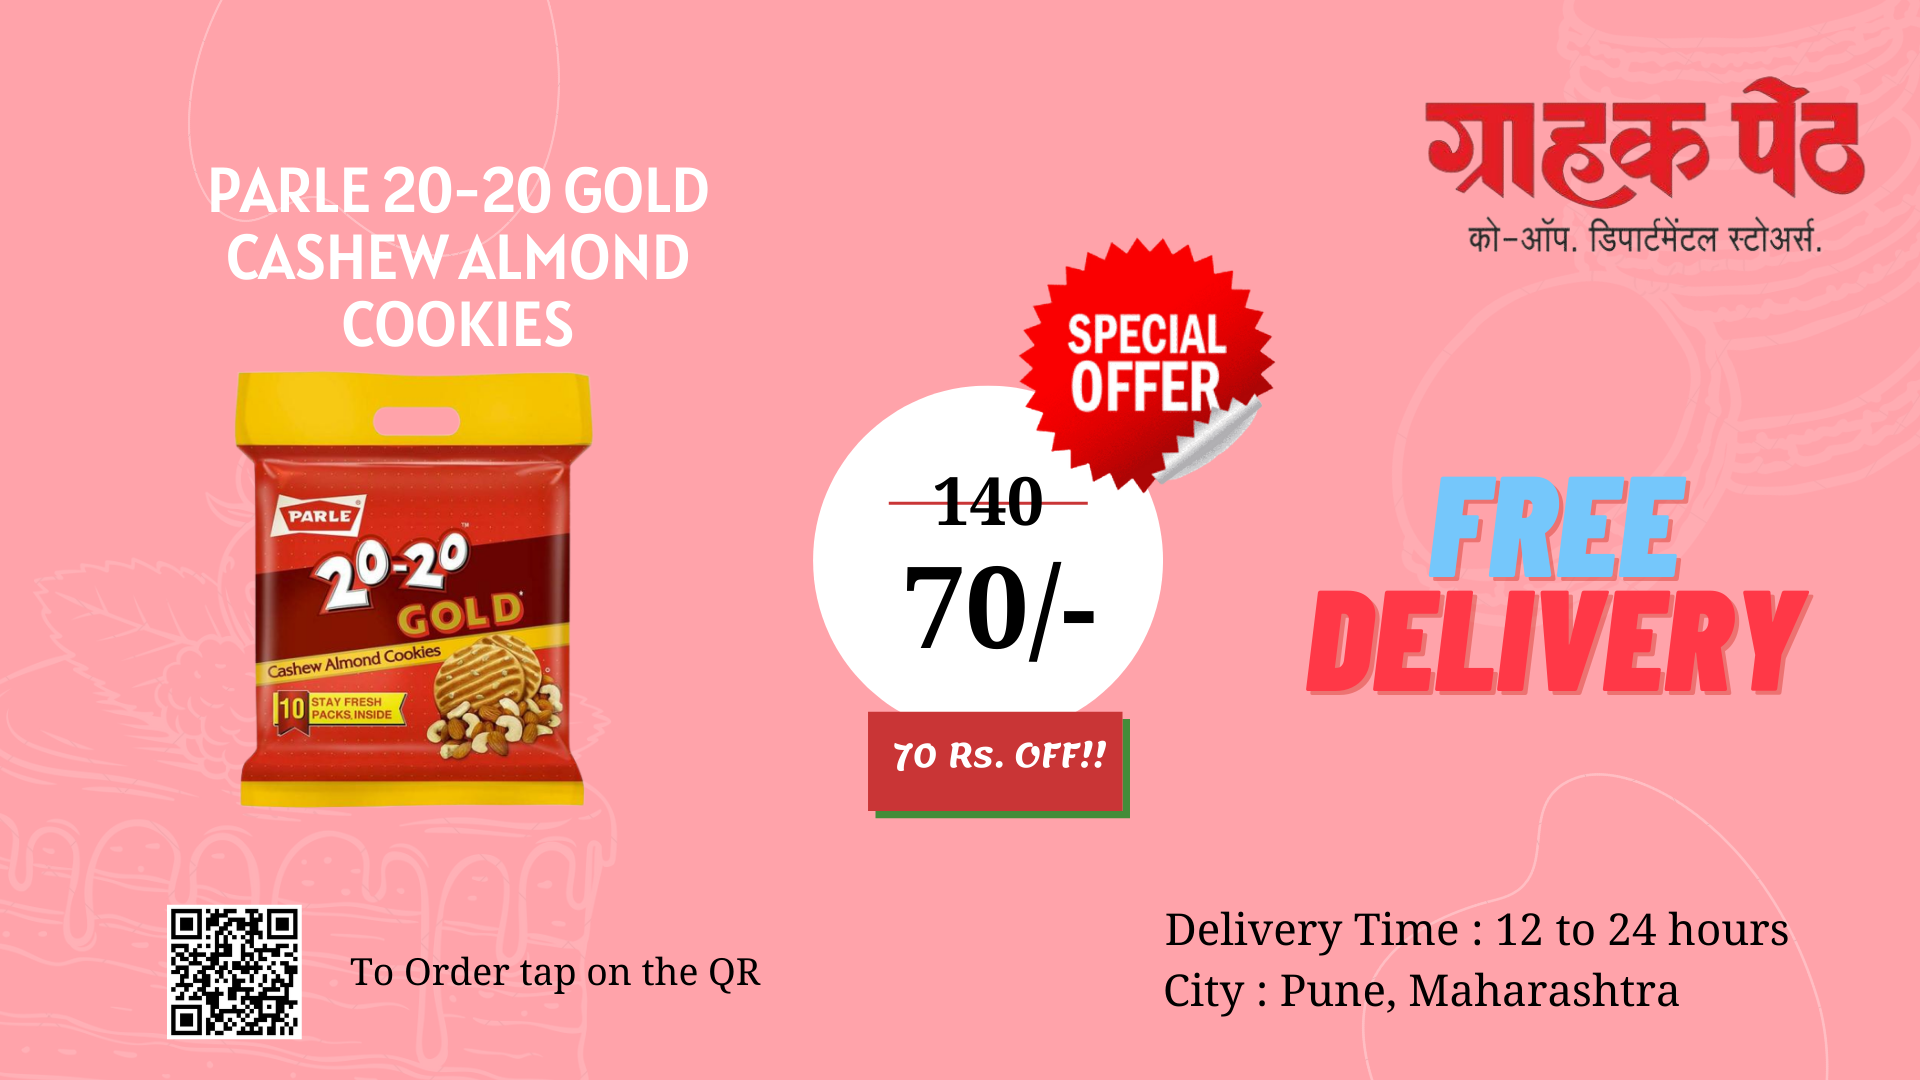 ग्राहक पेठ
को-ऑप. डिपार्टमेंटल स्टोअर्स.
PARLE 20-20 GOLD
CASHEW ALMOND
COOKIES
SPECIAL
OFFER
PARLE
20-20
GOLD
Cashew Almond Cookies
10 STAY FRESH
PACKS INSIDE
140
70/-
70 Rs. OFF!!
FREE
DELIVERY
To Order tap on the QR
Delivery Time : 12 to 24 hours
City : Pune, Maharashtra